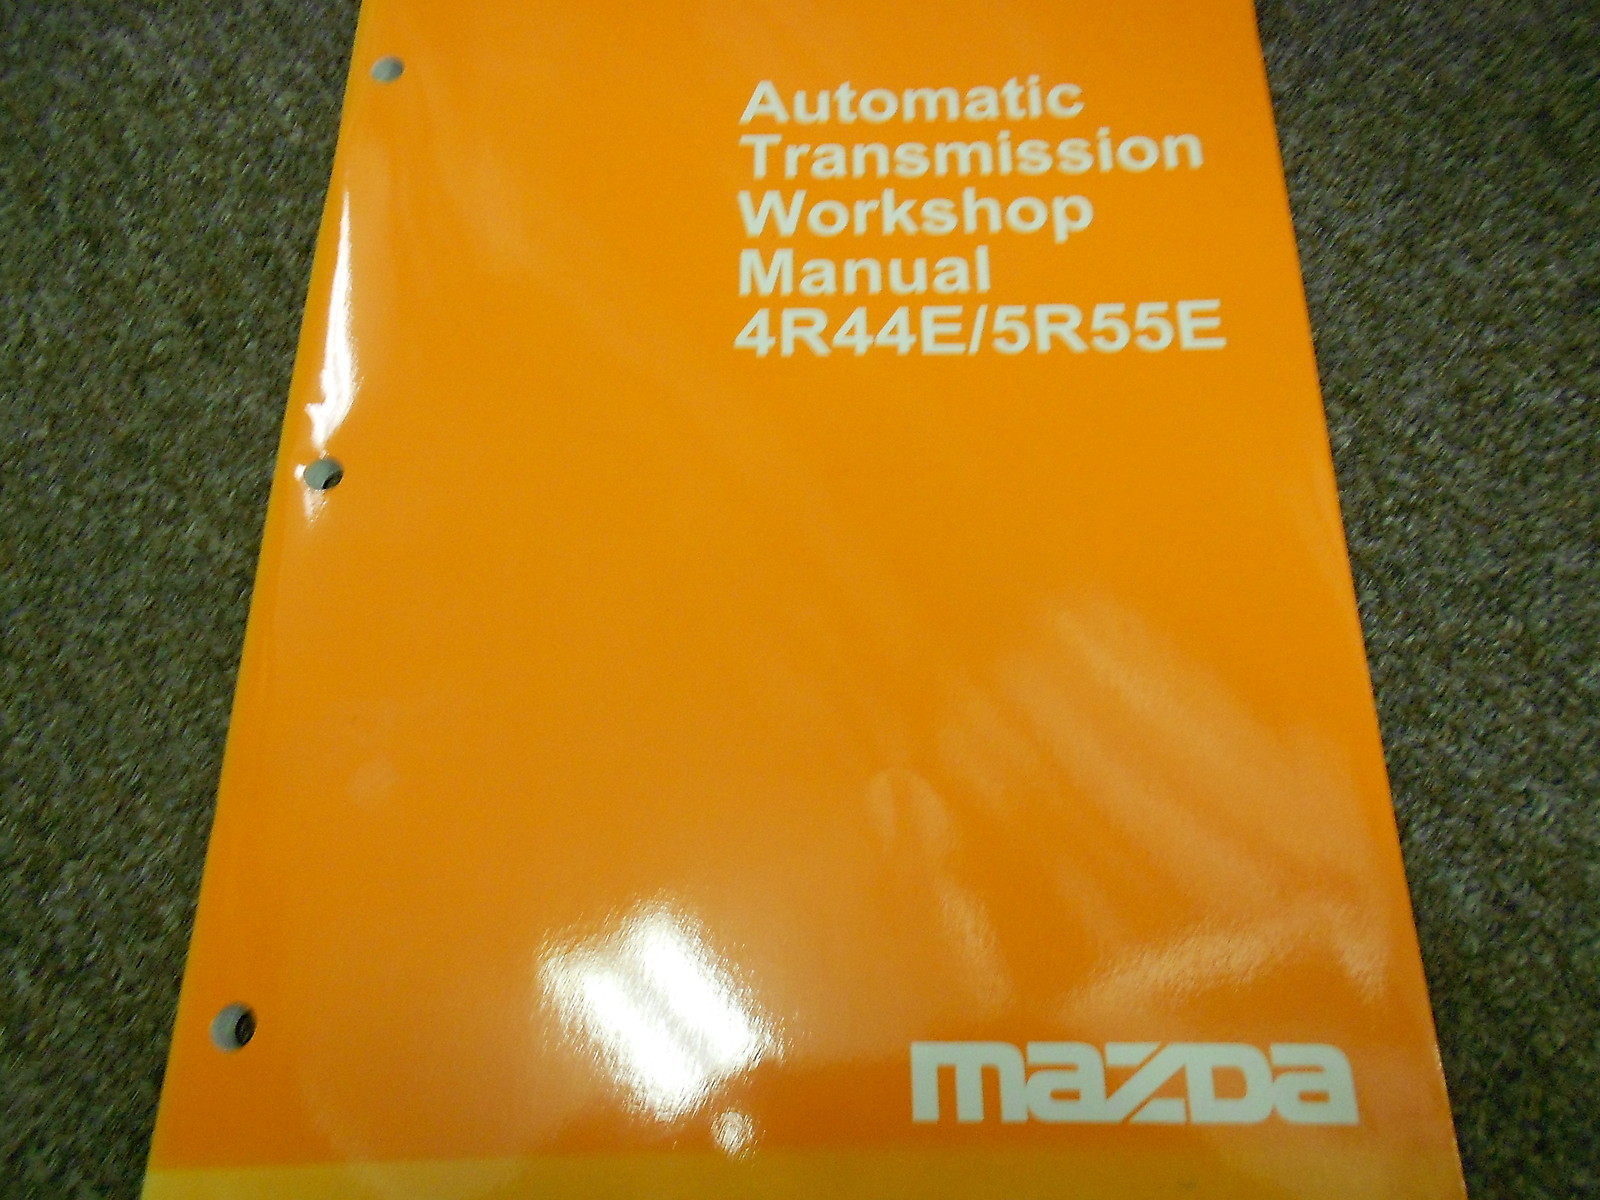 Automatic
Transmission
Workshop
Manual
4R44E/5R55E
mazda